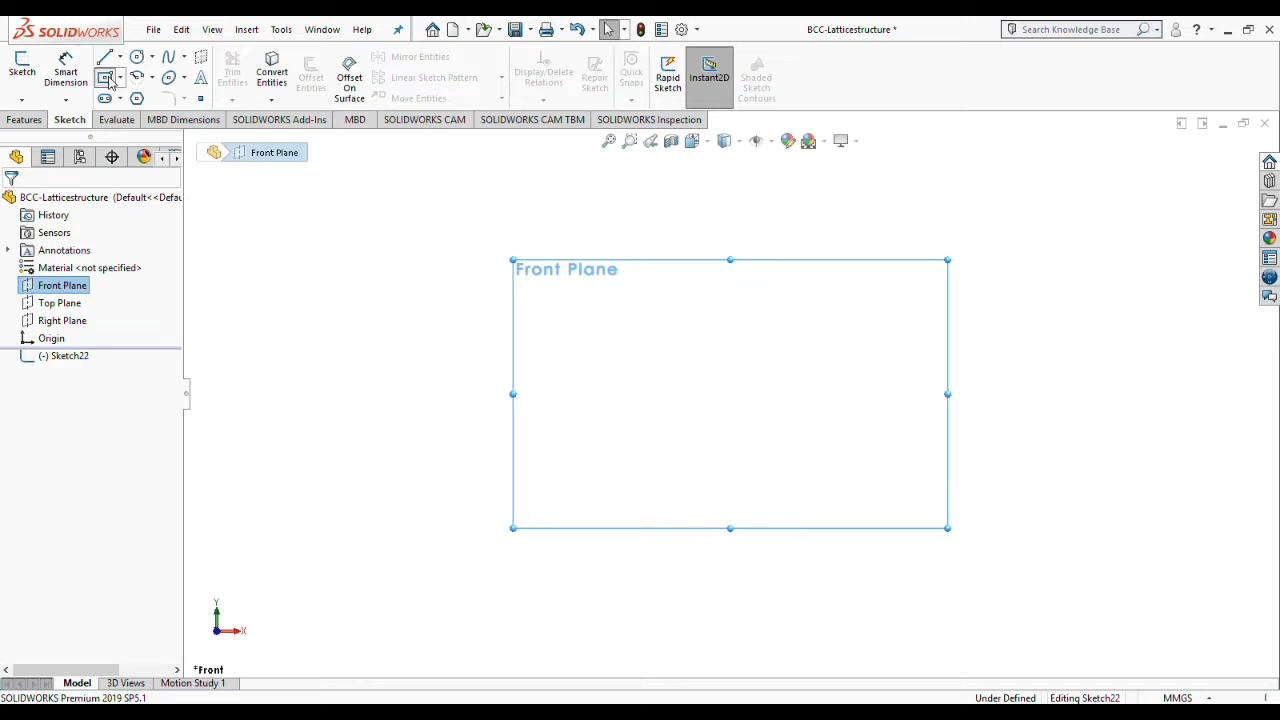 SOLIDWORKS
File
Edit
View
Insert
Tools
Window
Help
BCC-Latticestructure *
Search Knowledge Base
?
Sketch
Smart Dimension
Trim Entities
Convert Entities
Offset Entities
Offset On Surface
Mirror Entities
Linear Sketch Pattern
Move Entities
Display/Delete Relations
Repair Sketch
Quick Snaps
Rapid Sketch
Instant2D
Shaded Sketch Contours
Features
Sketch
Evaluate
MBD Dimensions
SOLIDWORKS Add-Ins
MBD
SOLIDWORKS CAM
SOLIDWORKS CAM TBM
SOLIDWORKS Inspection
Front Plane
BCC-Latticestructure (Default<<Defau
History
Sensors
Annotations
Material <not specified>
Front Plane
Top Plane
Right Plane
Origin
(-) Sketch22
Front Plane
Y
X
*Front
Model
3D Views
Motion Study 1
SOLIDWORKS Premium 2019 SP5.1
Under Defined
Editing Sketch22
MMGS